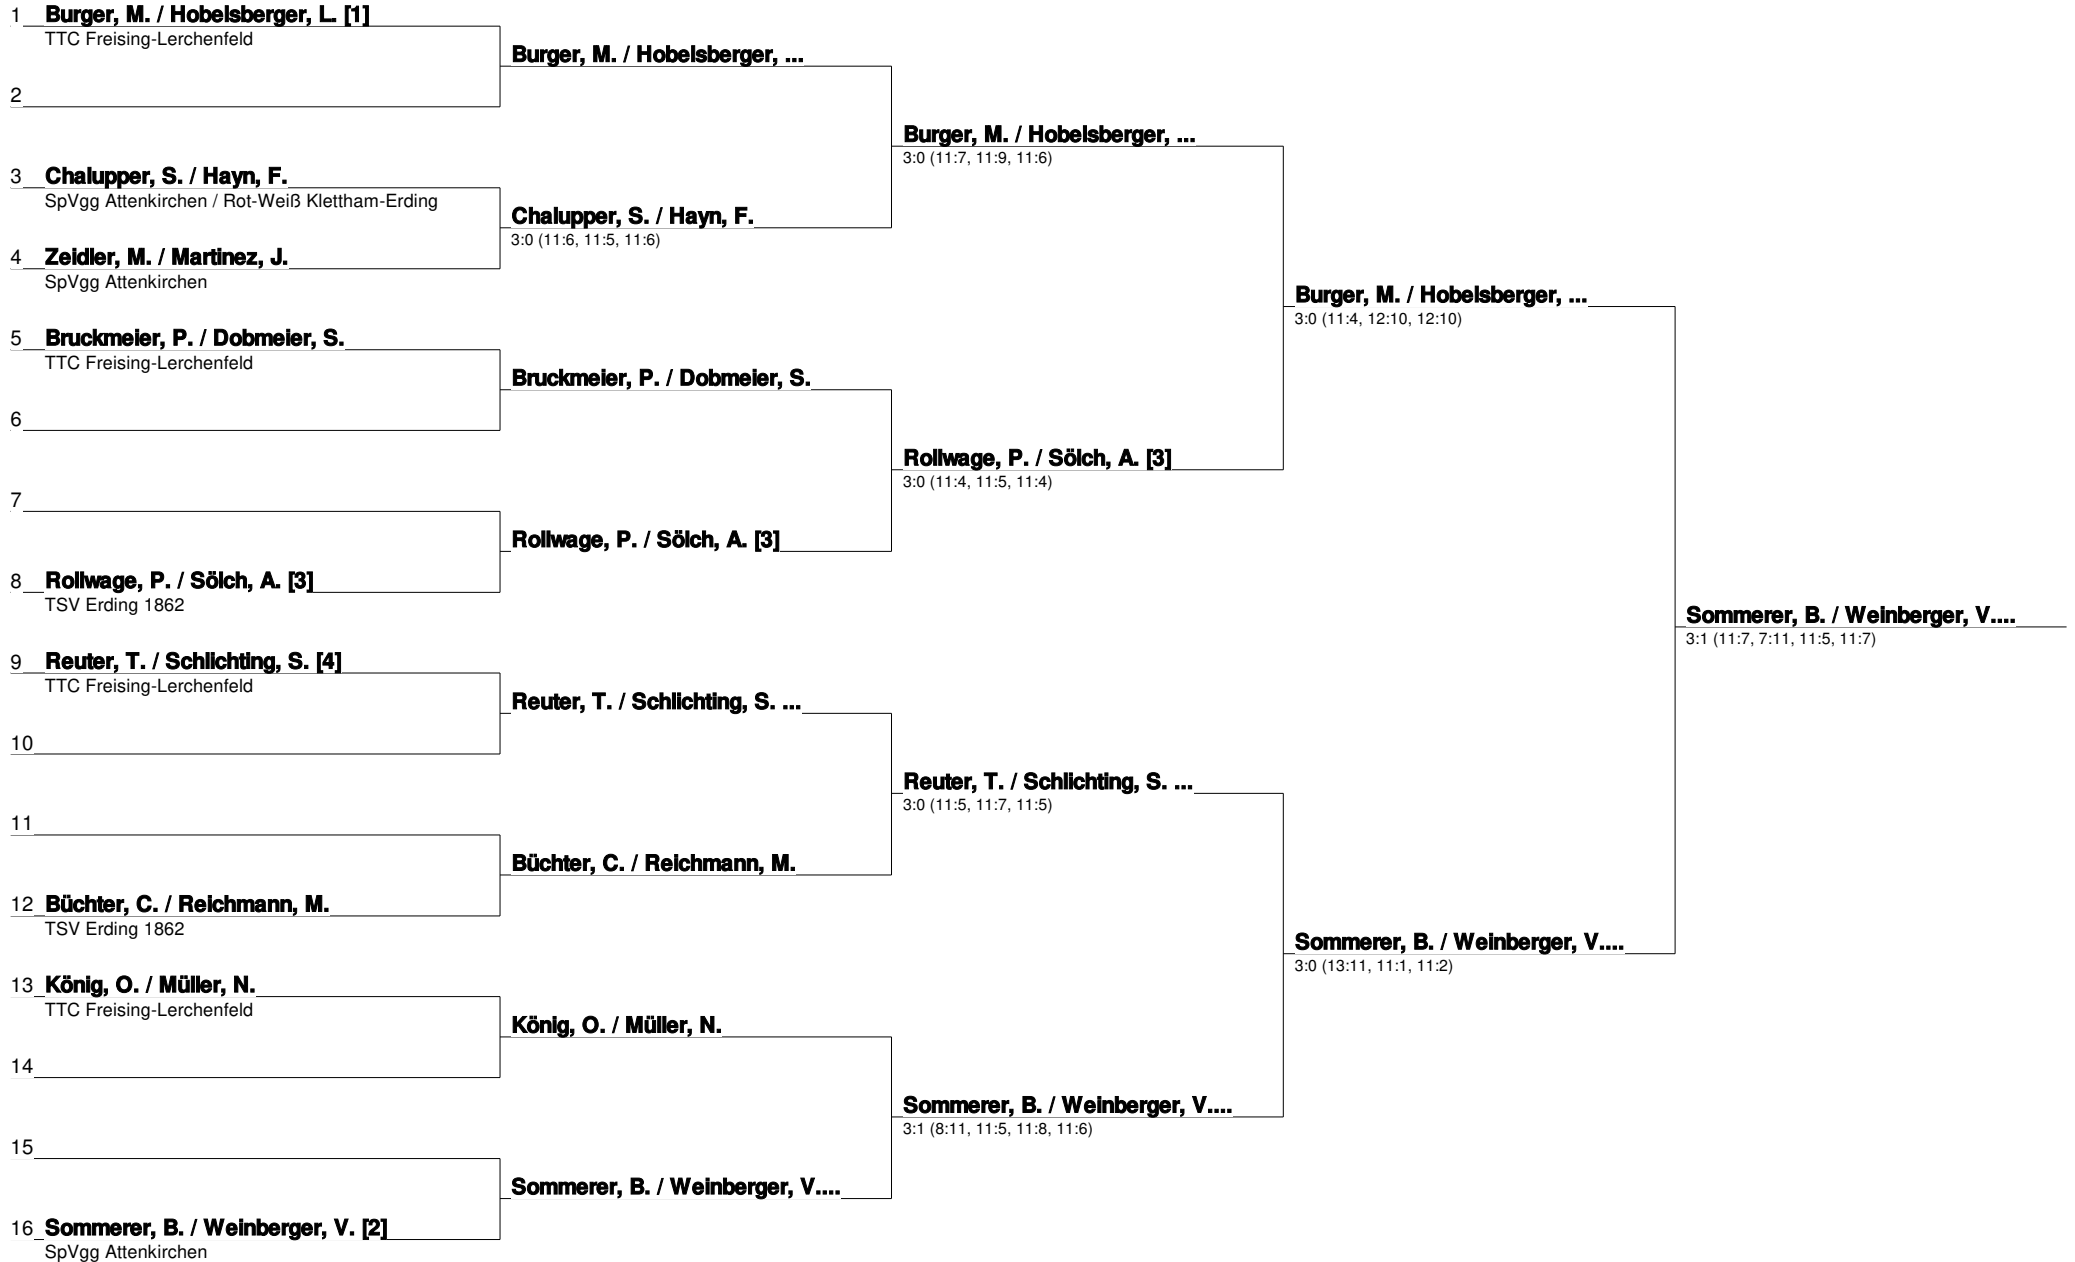 1 Burger, M. / Hobelsberger, L. [1]
TTC Freising-Lerchenfeld
2
3 Chalupper, S. / Hayn, F.
SpVgg Attenkirchen / Rot-Weiß Klettham-Erding
4 Zeidler, M. / Martinez, J.
SpVgg Attenkirchen
5 Bruckmeier, P. / Dobmeier, S.
TTC Freising-Lerchenfeld
6
7
8 Rollwage, P. / Sölch, A. [3]
TSV Erding 1862
9 Reuter, T. / Schlichting, S. [4]
TTC Freising-Lerchenfeld
10
11
12 Büchter, C. / Reichmann, M.
TSV Erding 1862
13 König, O. / Müller, N.
TTC Freising-Lerchenfeld
14
15
16 Sommerer, B. / Weinberger, V. [2]
SpVgg Attenkirchen
Burger, M. / Hobelsberger, ...
Chalupper, S. / Hayn, F.
3:0 (11:6, 11:5, 11:6)
Bruckmeier, P. / Dobmeier, S.
Rollwage, P. / Sölch, A. [3]
Reuter, T. / Schlichting, S. ...
Büchter, C. / Reichmann, M.
König, O. / Müller, N.
Sommerer, B. / Weinberger, V....
Burger, M. / Hobelsberger, ...
3:0 (11:7, 11:9, 11:6)
Rollwage, P. / Sölch, A. [3]
3:0 (11:4, 11:5, 11:4)
Reuter, T. / Schlichting, S. ...
3:0 (11:5, 11:7, 11:5)
Sommerer, B. / Weinberger, V....
3:1 (8:11, 11:5, 11:8, 11:6)
Burger, M. / Hobelsberger, ...
3:0 (11:4, 12:10, 12:10)
Sommerer, B. / Weinberger, V....
3:0 (13:11, 11:1, 11:2)
Sommerer, B. / Weinberger, V....
3:1 (11:7, 7:11, 11:5, 11:7)